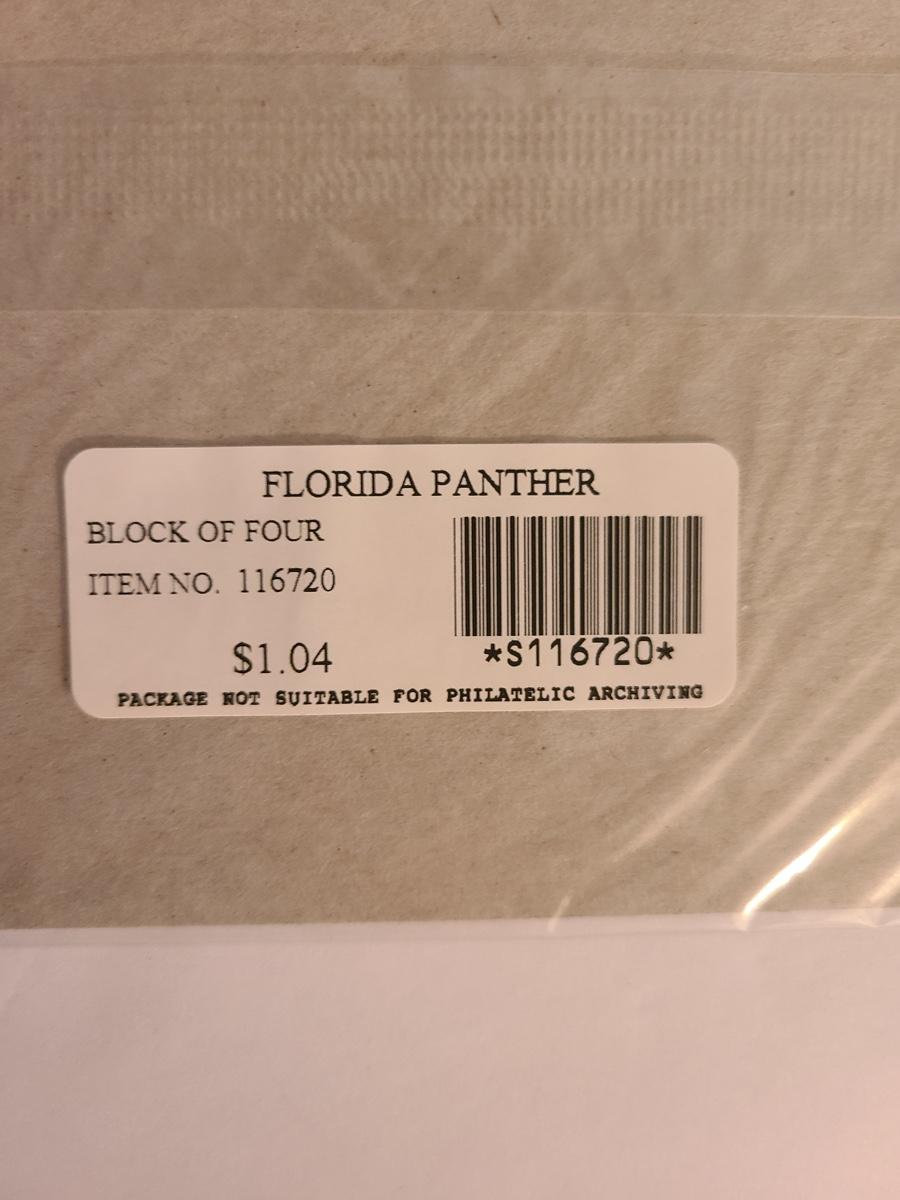 FLORIDA PANTHER
BLOCK OF FOUR
ITEM NO. 116720
$1.04
*S116720*
PACKAGE NOT SUITABLE FOR PHILATELIC ARCHIVING